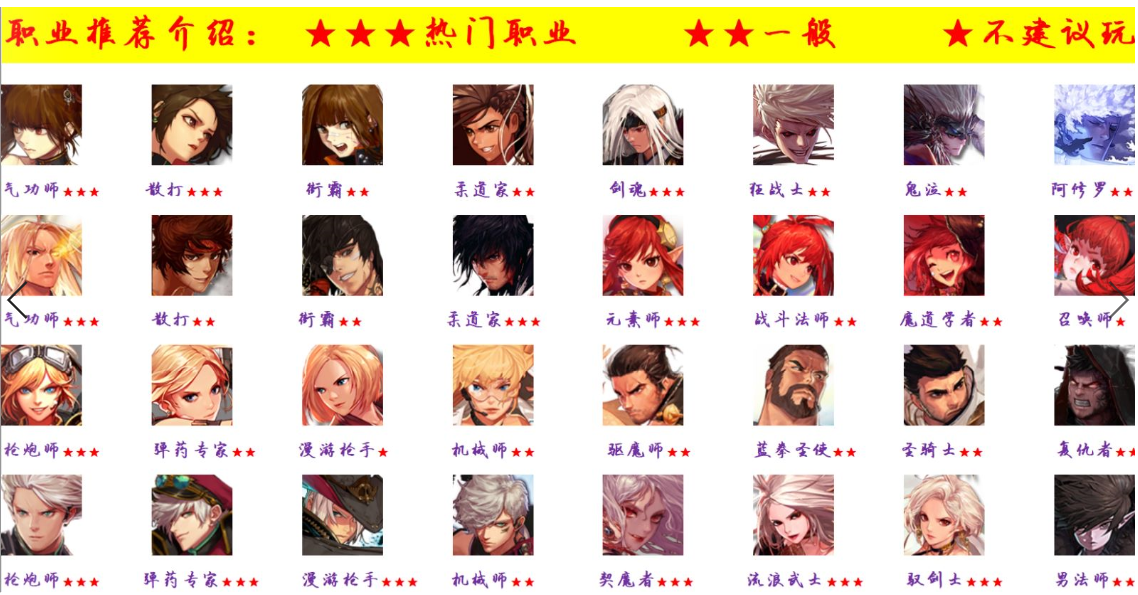 职业推荐介绍： ★★★热门职业 ★★一般 ★不建议玩
气功师★★★ 散打★★★ 街霸★★ 柔道家★★ 剑魂★★★ 狂战士★★ 鬼泣★★ 阿修罗★★
气功师★★★ 散打★★ 街霸★★ 柔道家★★★ 元素师★★★ 战斗法师★★ 魔道学者★★ 召唤师★
枪炮师★★★ 弹药专家★★ 漫游枪手★ 机械师★★ 驱魔师★★ 蓝拳圣使★★ 圣骑士★★ 复仇者★★
枪炮师★★★ 弹药专家★★★ 漫游枪手★★★ 机械师★★ 契魔者★★★ 流浪武士★★★ 驭剑士★★★ 男法师★★